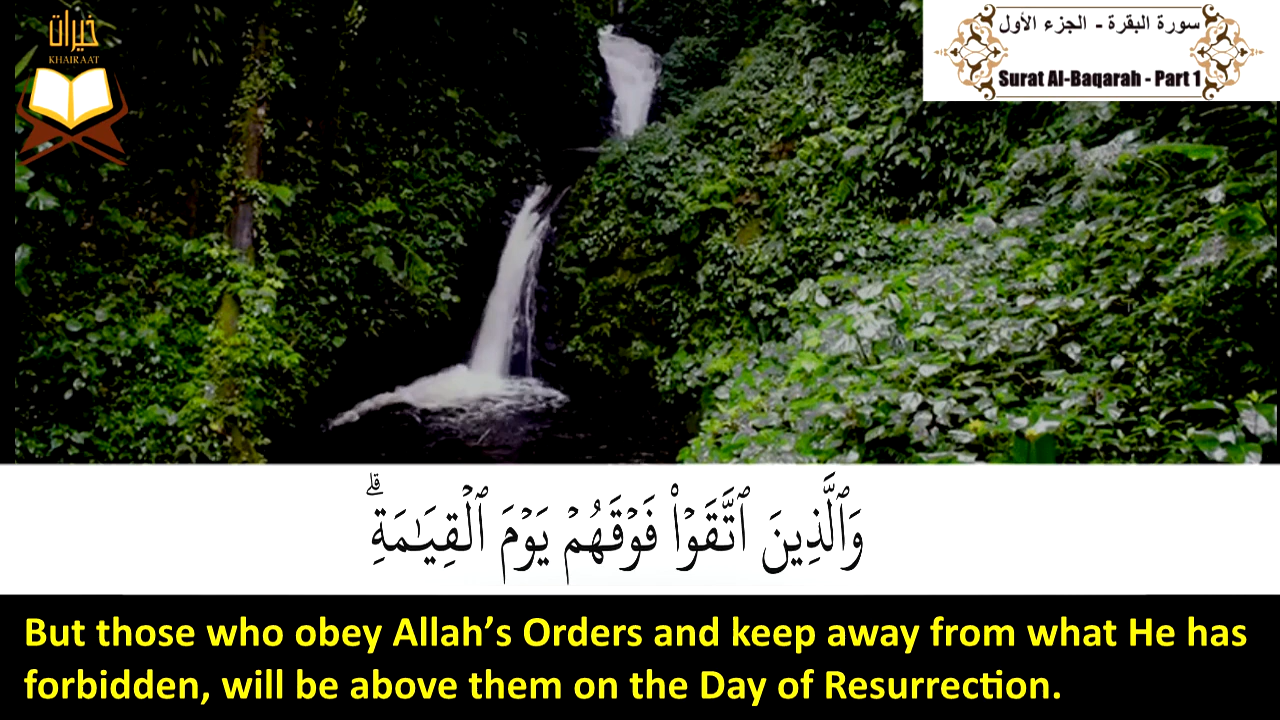 خيرات
KHAIRAAT
سورة البقرة - الجزء الأول
Surat Al-Baqarah - Part 1
وَٱلَّذِينَ ٱتَّقَوۡاْ فَوۡقَهُمۡ يَوۡمَ ٱلۡقِيَٰمَةِۗ
But those who obey Allah’s Orders and keep away from what He has
forbidden, will be above them on the Day of Resurrection.